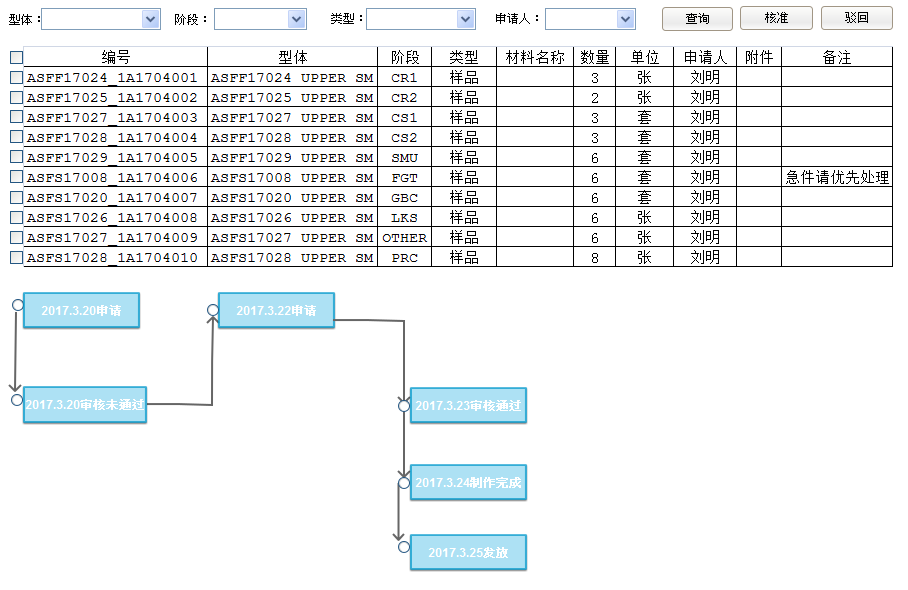 型体： 阶段： 类型： 申请人： 查询 核准 驳回
编号 型体 阶段 类型 材料名称 数量 单位 申请人 附件 备注
ASFF17024_1A1704001 ASFF17024 UPPER SM CR1 样品 3 张 刘明
ASFF17025_1A1704002 ASFF17025 UPPER SM CR2 样品 2 张 刘明
ASFF17027_1A1704003 ASFF17027 UPPER SM CS1 样品 3 套 刘明
ASFF17028_1A1704004 ASFF17028 UPPER SM CS2 样品 3 套 刘明
ASFF17029_1A1704005 ASFF17029 UPPER SM SMU 样品 6 套 刘明
ASFS17008_1A1704006 ASFS17008 UPPER SM FGT 样品 6 套 刘明 急件请优先处理
ASFS17020_1A1704007 ASFS17020 UPPER SM GBC 样品 6 套 刘明
ASFS17026_1A1704008 ASFS17026 UPPER SM LKS 样品 6 张 刘明
ASFS17027_1A1704009 ASFS17027 UPPER SM OTHER 样品 6 张 刘明
ASFS17028_1A1704010 ASFS17028 UPPER SM PRC 样品 8 张 刘明
2017.3.20申请
2017.3.22申请
2017.3.20审核未通过
2017.3.23审核通过
2017.3.24制作完成
2017.3.25发放